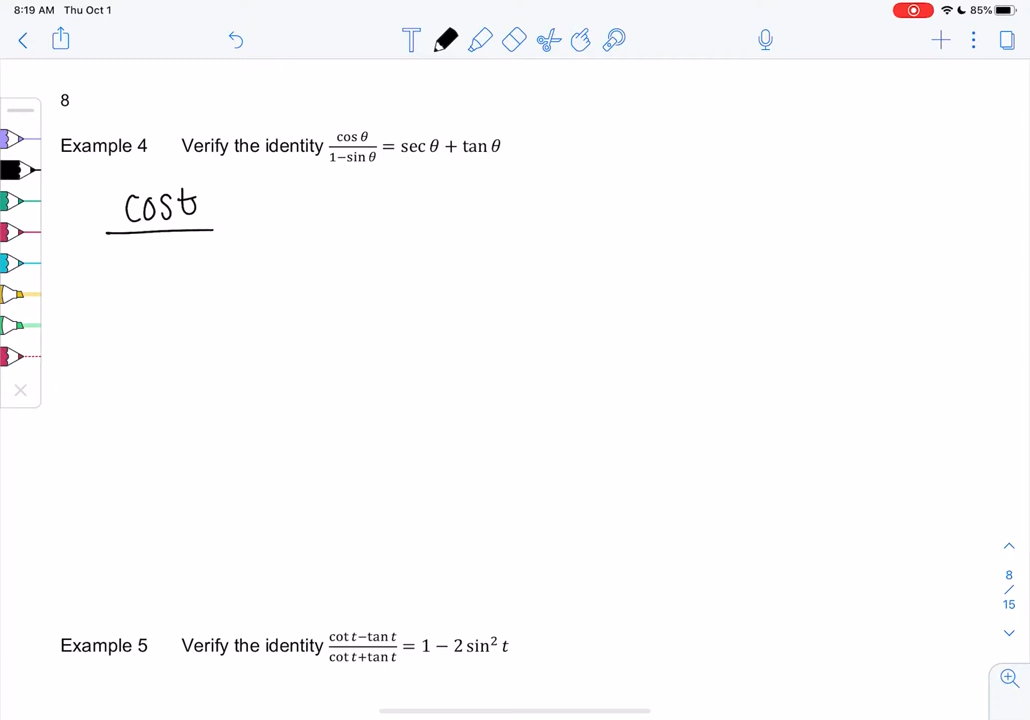 8:19 AM Thu Oct 1 85%
T
8
Example 4 Verify the identity cos θ / 1−sin θ = sec θ + tan θ
cost
8
/
15
Example 5 Verify the identity cot t−tan t / cot t+tan t = 1 − 2 sin² t